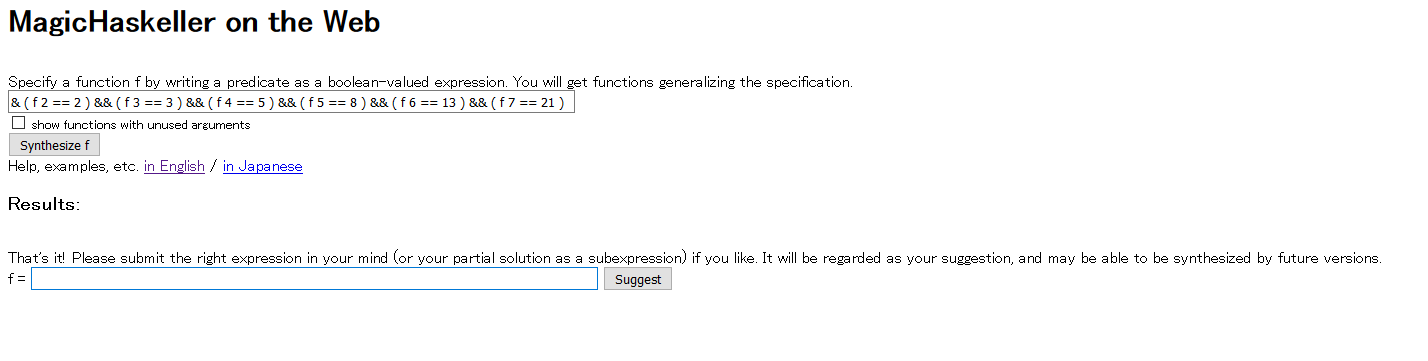 MagicHaskeller on the Web
Specify a function f by writing a predicate as a boolean-valued expression. You will get functions generalizing the specification.
& ( f 2 == 2 ) && ( f 3 == 3 ) && ( f 4 == 5 ) && ( f 5 == 8 ) && ( f 6 == 13 ) && ( f 7 == 21 )
show functions with unused arguments
Synthesize f
Help, examples, etc. in English / in Japanese
Results:
That's it! Please submit the right expression in your mind (or your partial solution as a subexpression) if you like. It will be regarded as your suggestion, and may be able to be synthesized by future versions.
f = Suggest